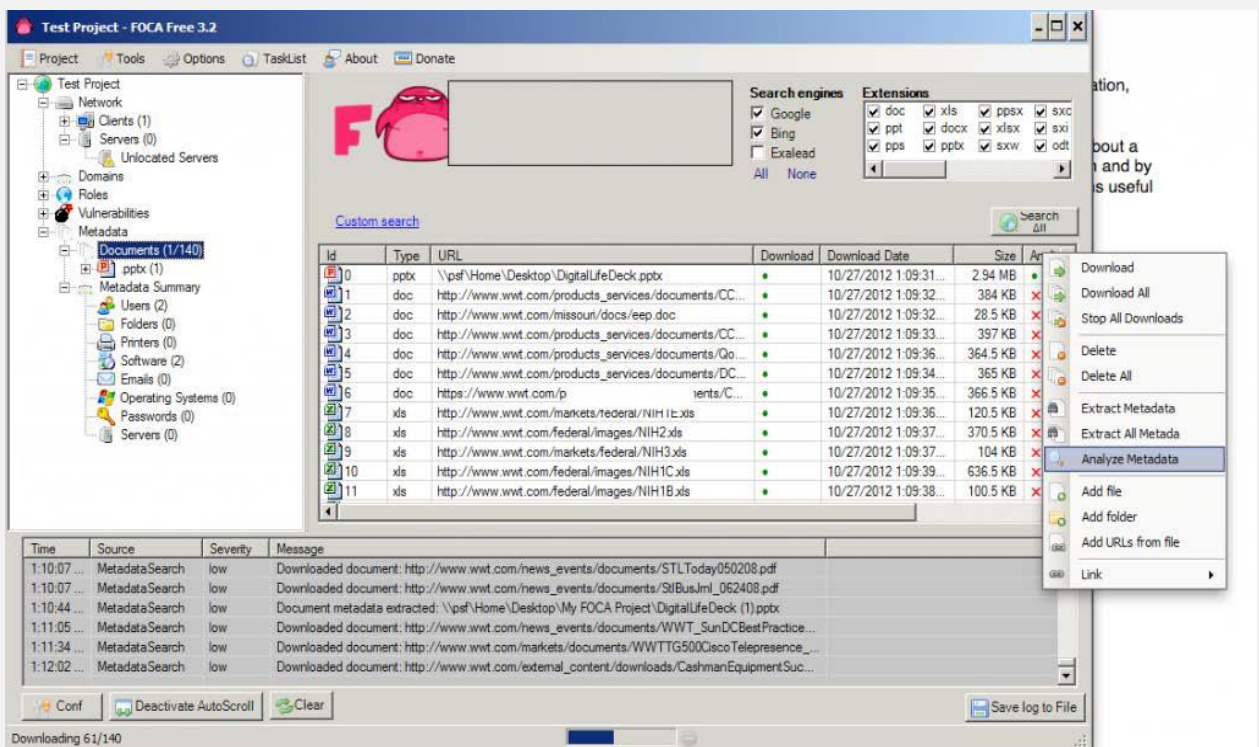 Test Project - FOCA Free 3.2
Project Tools Options TaskList About Donate
Test Project
Network
Clients (1)
Servers (0)
Unlocated Servers
Domains
Roles
Vulnerabilities
Metadata
Documents (1/140)
pptx (1)
Metadata Summary
Users (2)
Folders (0)
Printers (0)
Software (2)
Emails (0)
Operating Systems (0)
Passwords (0)
Servers (0)
F
Search engines
Google
Bing
Exalead
All None
Extensions
doc xls ppsx sxc
ppt docx xlsx sxi
pps pptx sxw odt
Custom search
Search All
Id Type URL Download Download Date Size
0 pptx \\psf\Home\Desktop\DigitalLifeDeck.pptx 10/27/2012 1:09:31... 2.94 MB
1 doc http://www.wwt.com/products_services/documents/CC... 10/27/2012 1:09:32... 384 KB
2 doc http://www.wwt.com/missouri/docs/eep.doc 10/27/2012 1:09:32... 28.5 KB
3 doc http://www.wwt.com/products_services/documents/CC... 10/27/2012 1:09:33... 397 KB
4 doc http://www.wwt.com/products_services/documents/Qo... 10/27/2012 1:09:36... 364.5 KB
5 doc http://www.wwt.com/products_services/documents/DC... 10/27/2012 1:09:34... 365 KB
6 doc https://www.wwt.com/p ents/C... 10/27/2012 1:09:35... 366.5 KB
7 xls http://www.wwt.com/markets/federal/NIH1E.xls 10/27/2012 1:09:36... 120.5 KB
8 xls http://www.wwt.com/federal/images/NIH2.xls 10/27/2012 1:09:37... 370.5 KB
9 xls http://www.wwt.com/markets/federal/NIH3.xls 10/27/2012 1:09:37... 104 KB
10 xls http://www.wwt.com/federal/images/NIH1C.xls 10/27/2012 1:09:39... 636.5 KB
11 xls http://www.wwt.com/federal/images/NIH1B.xls 10/27/2012 1:09:38... 100.5 KB
Download
Download All
Stop All Downloads
Delete
Delete All
Extract Metadata
Extract All Metada
Analyze Metadata
Add file
Add folder
Add URLs from file
Link
ation,
bout a
and by
useful
Time Source Severity Message
1:10:07 ... MetadataSearch low Downloaded document: http://www.wwt.com/news_events/documents/STLToday050208.pdf
1:10:07 ... MetadataSearch low Downloaded document: http://www.wwt.com/news_events/documents/StlBusJrnl_062408.pdf
1:10:44 ... MetadataSearch low Document metadata extracted: \\psf\Home\Desktop\My FOCA Project\DigitalLifeDeck (1).pptx
1:11:05 ... MetadataSearch low Downloaded document: http://www.wwt.com/news_events/documents/WWT_SunDCBestPractice...
1:11:34 ... MetadataSearch low Downloaded document: http://www.wwt.com/markets/documents/WWTTG500CiscoTelepresence_...
1:12:02 ... MetadataSearch low Downloaded document: http://www.wwt.com/external_content/downloads/CashmanEquipmentSuc...
Conf Deactivate AutoScroll Clear Save log to File
Downloading 61/140